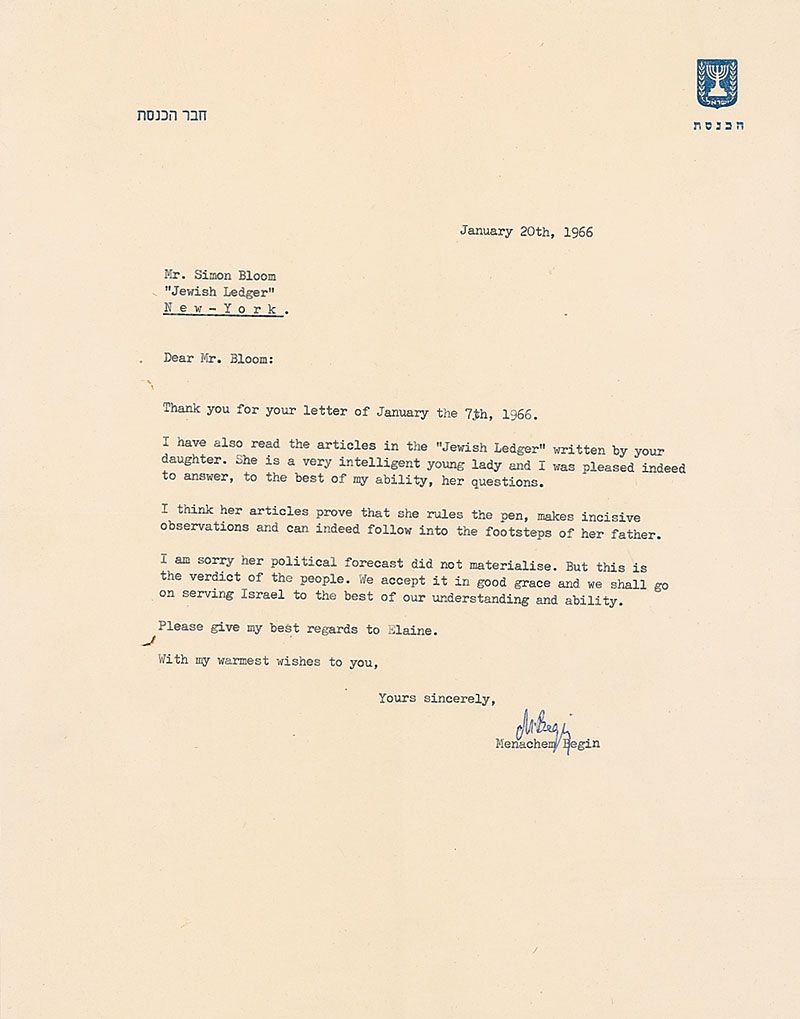 חבר הכנסת
ישראל
הכנסת
January 20th, 1966
Mr. Simon Bloom
"Jewish Ledger"
New-York.
Dear Mr. Bloom:
Thank you for your letter of January the 7th, 1966.
I have also read the articles in the "Jewish Ledger" written by your
daughter. She is a very intelligent young lady and I was pleased indeed
to answer, to the best of my ability, her questions.
I think her articles prove that she rules the pen, makes incisive
observations and can indeed follow into the footsteps of her father.
I am sorry her political forecast did not materialise. But this is
the verdict of the people. We accept it in good grace and we shall go
on serving Israel to the best of our understanding and ability.
Please give my best regards to Elaine.
With my warmest wishes to you,
Yours sincerely,
M. Begin
Menachem Begin